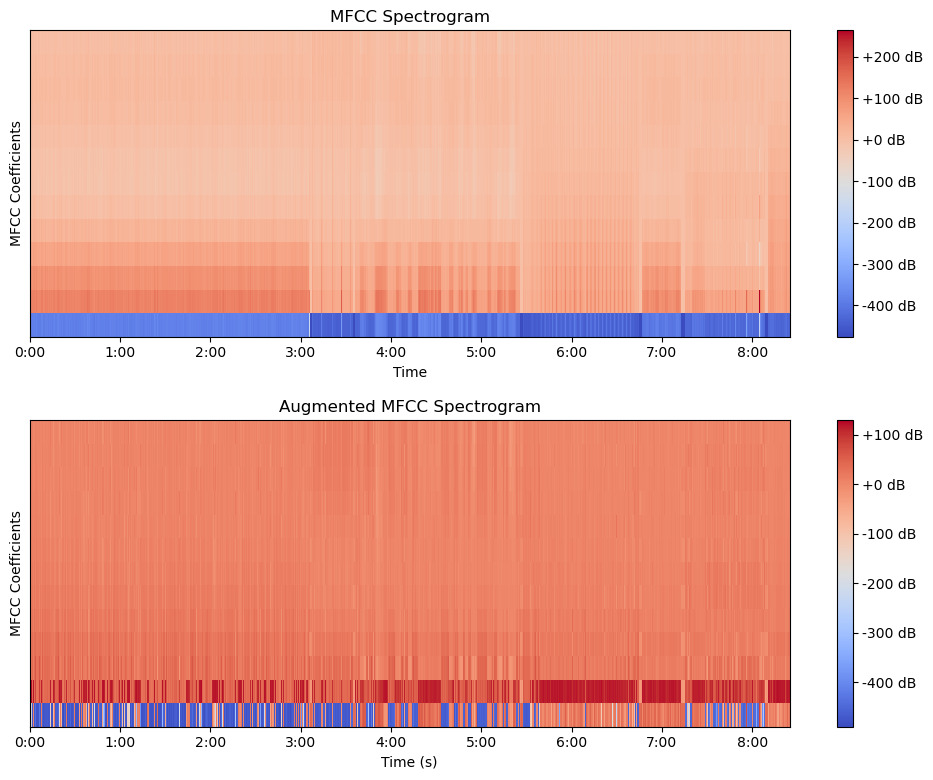 MFCC Spectrogram
MFCC Coefficients
+200 dB
+100 dB
+0 dB
-100 dB
-200 dB
-300 dB
-400 dB
0:00 1:00 2:00 3:00 4:00 5:00 6:00 7:00 8:00
Time
Augmented MFCC Spectrogram
MFCC Coefficients
+100 dB
+0 dB
-100 dB
-200 dB
-300 dB
-400 dB
0:00 1:00 2:00 3:00 4:00 5:00 6:00 7:00 8:00
Time (s)